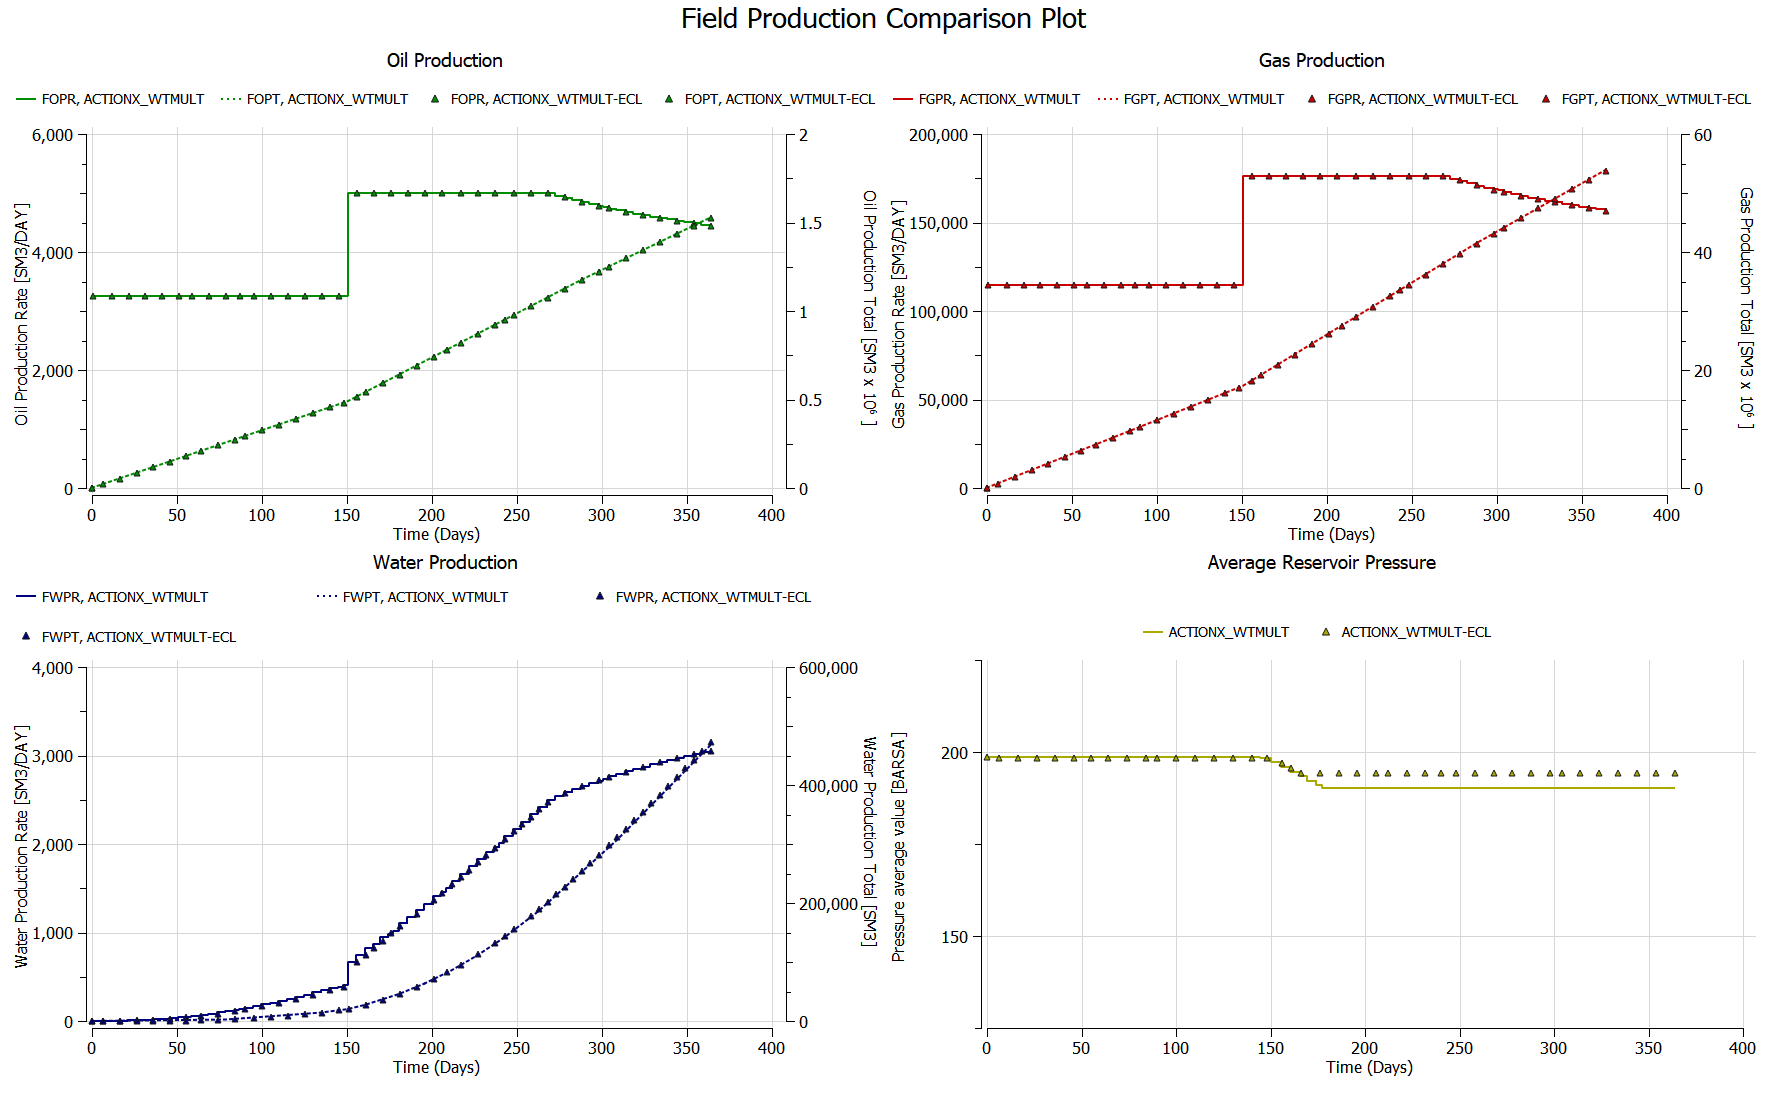 Field Production Comparison Plot
Oil Production
FOPR, ACTIONX_WTMULT
FOPT, ACTIONX_WTMULT
FOPR, ACTIONX_WTMULT-ECL
FOPT, ACTIONX_WTMULT-ECL
6,000
4,000
2,000
0
2
1.5
1
0.5
0
Oil Production Rate [SM3/DAY]
Oil Production Total [SM3 x 10⁶ ]
0 50 100 150 200 250 300 350 400
Time (Days)
Gas Production
FGPR, ACTIONX_WTMULT
FGPT, ACTIONX_WTMULT
FGPR, ACTIONX_WTMULT-ECL
FGPT, ACTIONX_WTMULT-ECL
200,000
150,000
100,000
50,000
0
60
40
20
0
Gas Production Rate [SM3/DAY]
Gas Production Total [SM3 x 10⁶ ]
0 50 100 150 200 250 300 350 400
Time (Days)
Water Production
FWPR, ACTIONX_WTMULT
FWPT, ACTIONX_WTMULT
FWPR, ACTIONX_WTMULT-ECL
FWPT, ACTIONX_WTMULT-ECL
4,000
3,000
2,000
1,000
0
600,000
400,000
200,000
0
Water Production Rate [SM3/DAY]
Water Production Total [SM3]
0 50 100 150 200 250 300 350 400
Time (Days)
Average Reservoir Pressure
ACTIONX_WTMULT
ACTIONX_WTMULT-ECL
200
150
Pressure average value [BARSA]
0 50 100 150 200 250 300 350 400
Time (Days)